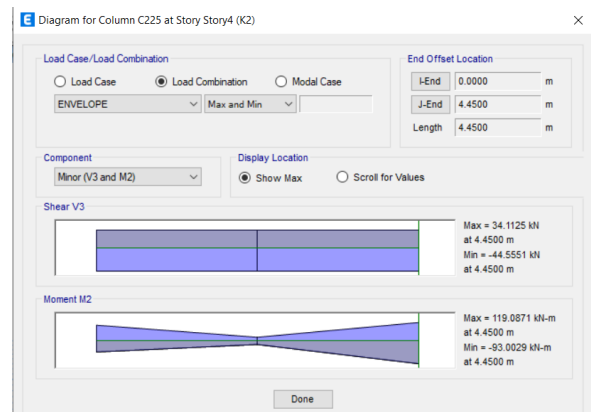 E Diagram for Column C225 at Story Story4 (K2)
Load Case/Load Combination
Load Case Load Combination Modal Case
ENVELOPE Max and Min
End Offset Location
I-End 0.0000 m
J-End 4.4500 m
Length 4.4500 m
Component
Minor (V3 and M2)
Display Location
Show Max Scroll for Values
Shear V3
Max = 34.1125 kN
at 4.4500 m
Min = -44.5551 kN
at 4.4500 m
Moment M2
Max = 119.0871 kN-m
at 4.4500 m
Min = -93.0029 kN-m
at 4.4500 m
Done